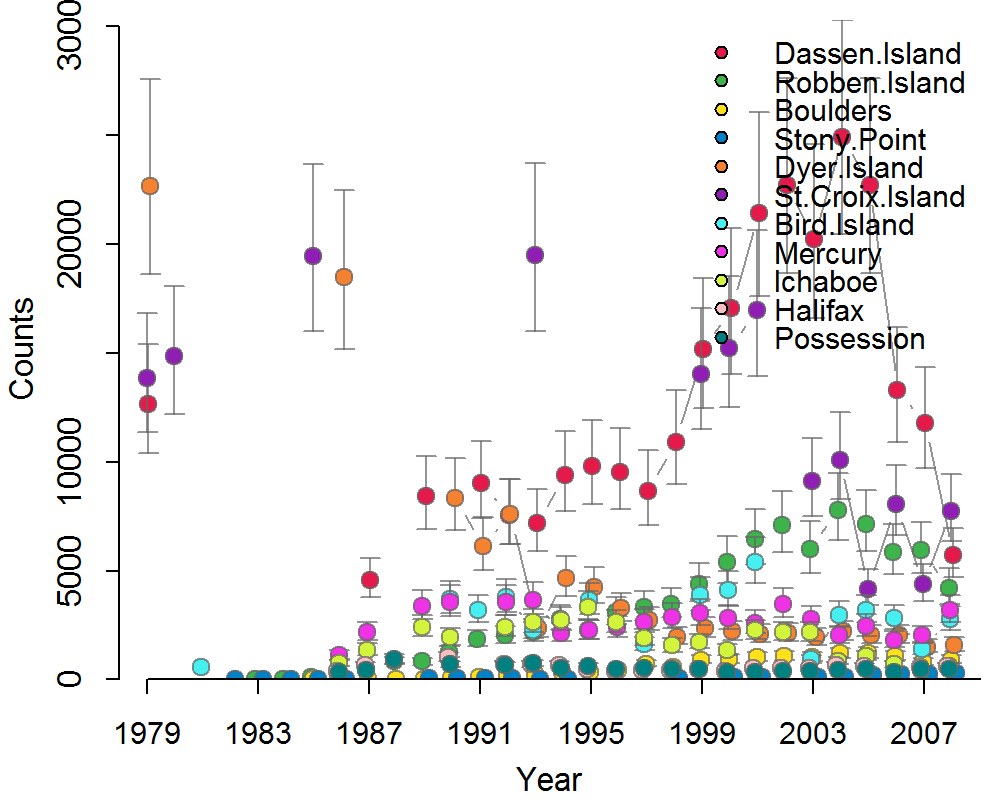 3000
20000
10000
5000
0
Counts
Dassen.Island
Robben.Island
Boulders
Stony.Point
Dyer.Island
St.Croix.Island
Bird.Island
Mercury
Ichaboe
Halifax
Possession
1979 1983 1987 1991 1995 1999 2003 2007
Year